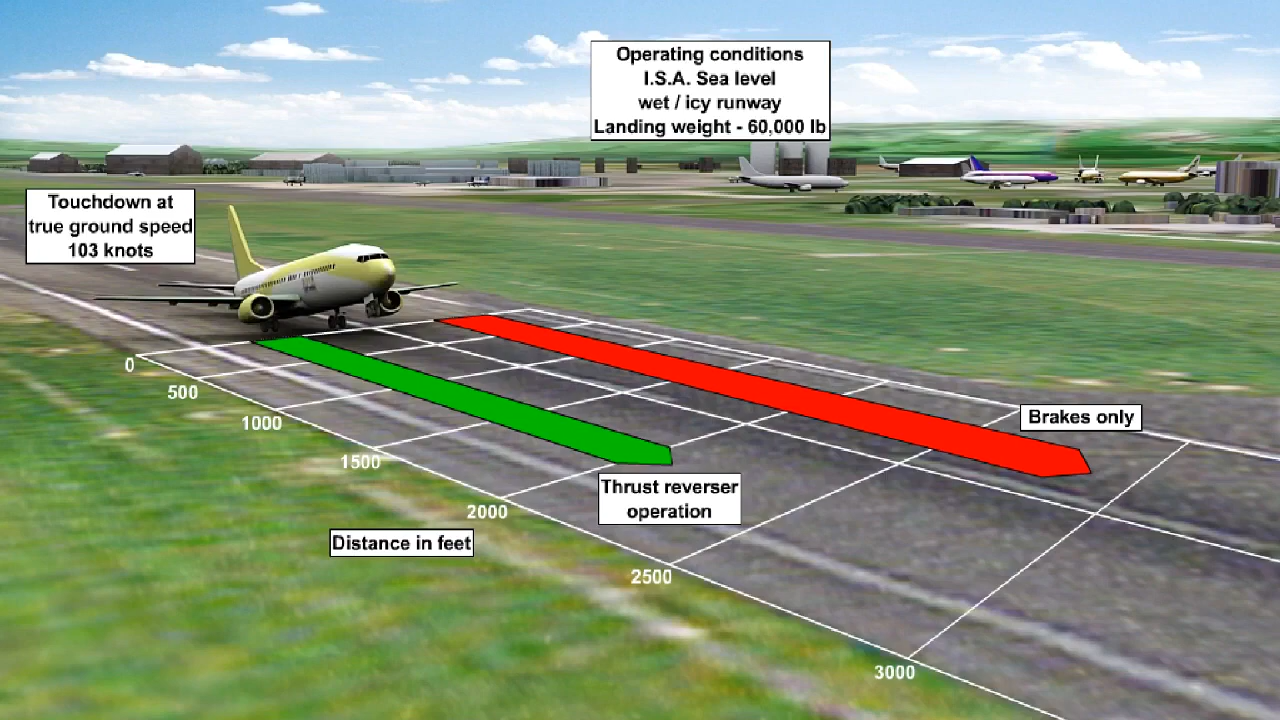 Operating conditions
I.S.A. Sea level
wet / icy runway
Landing weight - 60,000 lb
Touchdown at
true ground speed
103 knots
0
500
1000
1500
2000
2500
3000
Brakes only
Thrust reverser
operation
Distance in feet